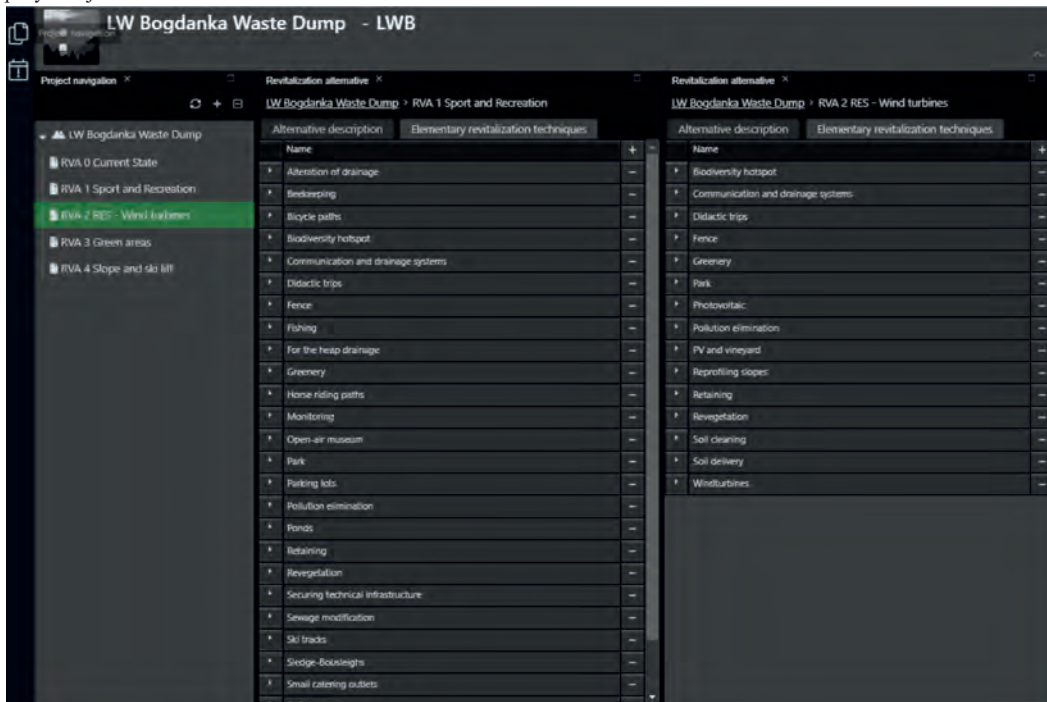 LW Bogdanka Waste Dump - LWB
Project navigation
Project navigation ×
LW Bogdanka Waste Dump
RVA 0 Current State
RVA 1 Sport and Recreation
RVA 2 RES - Wind turbines
RVA 3 Green areas
RVA 4 Slope and ski lift
Revitalization alternative ×
LW Bogdanka Waste Dump > RVA 1 Sport and Recreation
Alternative description Elementary revitalization techniques
Name
Alteration of drainage
Beekeeping
Bicycle paths
Biodiversity hotspot
Communication and drainage systems
Didactic trips
Fence
Fishing
For the heap drainage
Greenery
Horse riding paths
Monitoring
Open-air museum
Park
Parking lots
Pollution elimination
Ponds
Retaining
Revegetation
Securing technical infrastructure
Sewage modification
Ski tracks
Sledge-Bobsleighs
Small catering outlets
Revitalization alternative ×
LW Bogdanka Waste Dump > RVA 2 RES - Wind turbines
Alternative description Elementary revitalization techniques
Name
Biodiversity hotspot
Communication and drainage systems
Didactic trips
Fence
Greenery
Park
Photovoltaic
Pollution elimination
PV and vineyard
Reprofiling slopes
Retaining
Revegetation
Soil cleaning
Soil delivery
Windturbines